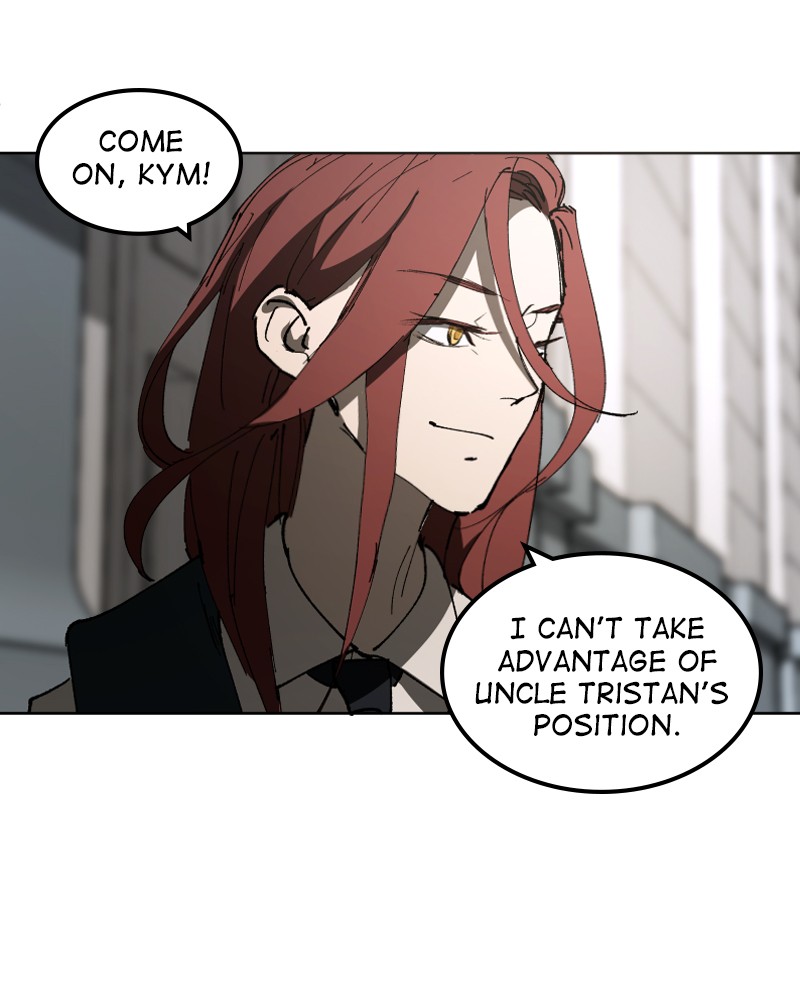 COME
ON, KYM!
I CAN'T TAKE
ADVANTAGE OF
UNCLE TRISTAN'S
POSITION.